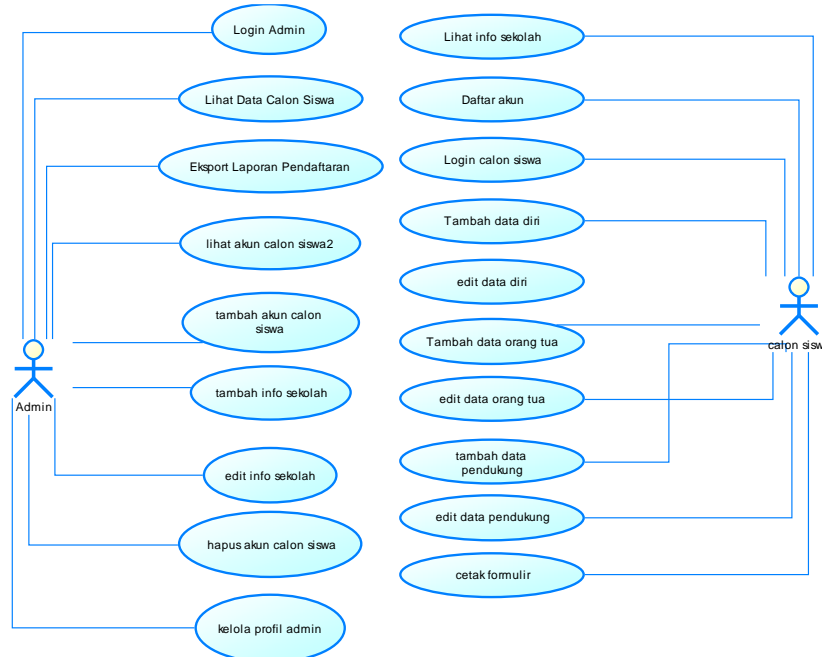 Login Admin
Lihat Data Calon Siswa
Eksport Laporan Pendaftaran
lihat akun calon siswa2
tambah akun calon
siswa
tambah info sekolah
edit info sekolah
hapus akun calon siswa
kelola profil admin
Admin
Lihat info sekolah
Daftar akun
Login calon siswa
Tambah data diri
edit data diri
Tambah data orang tua
edit data orang tua
tambah data
pendukung
edit data pendukung
cetak formulir
calon sisw